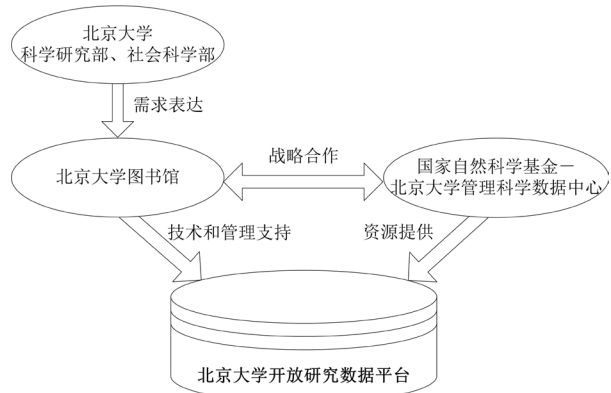 北京大学
科学研究部、社会科学部
需求表达
战略合作
北京大学图书馆
国家自然科学基金－
北京大学管理科学数据中心
技术和管理支持
资源提供
北京大学开放研究数据平台